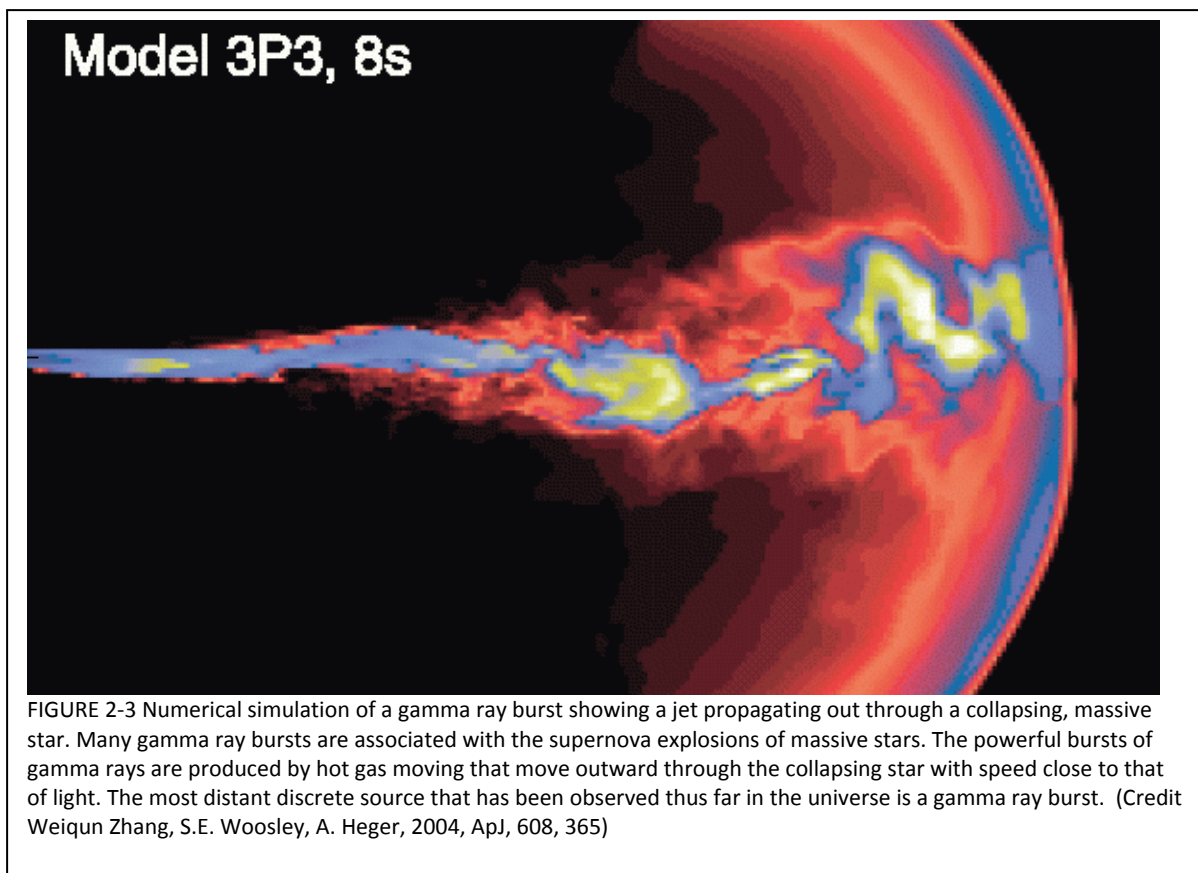 Model 3P3, 8s
FIGURE 2-3 Numerical simulation of a gamma ray burst showing a jet propagating out through a collapsing, massive
star. Many gamma ray bursts are associated with the supernova explosions of massive stars. The powerful bursts of
gamma rays are produced by hot gas moving that move outward through the collapsing star with speed close to that
of light. The most distant discrete source that has been observed thus far in the universe is a gamma ray burst.  (Credit
Weiqun Zhang, S.E. Woosley, A. Heger, 2004, ApJ, 608, 365)